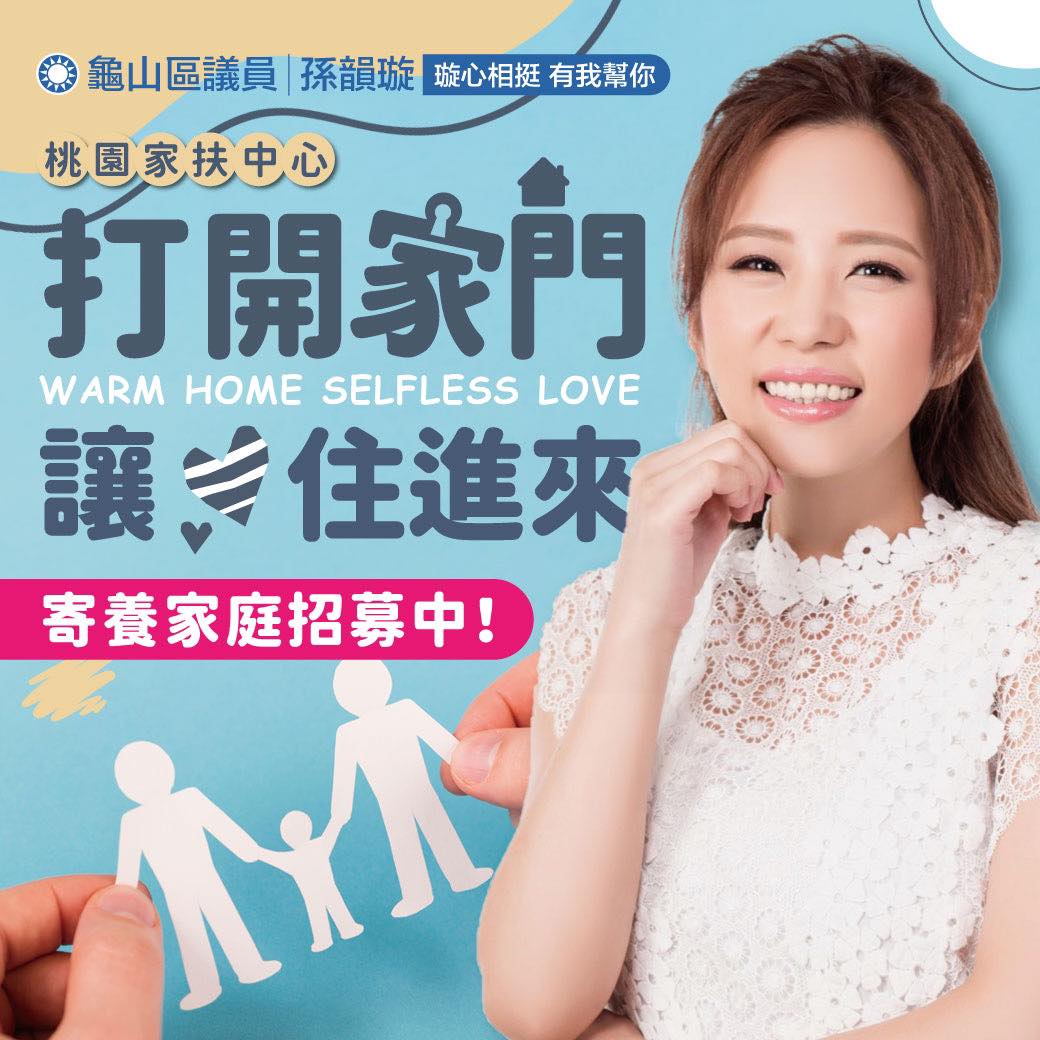 龜山區議員|孫韻璇 璇心相挺 有我幫你
桃園家扶中心
打開家門
WARM HOME SELFLESS LOVE
讓住進來
寄養家庭招募中!